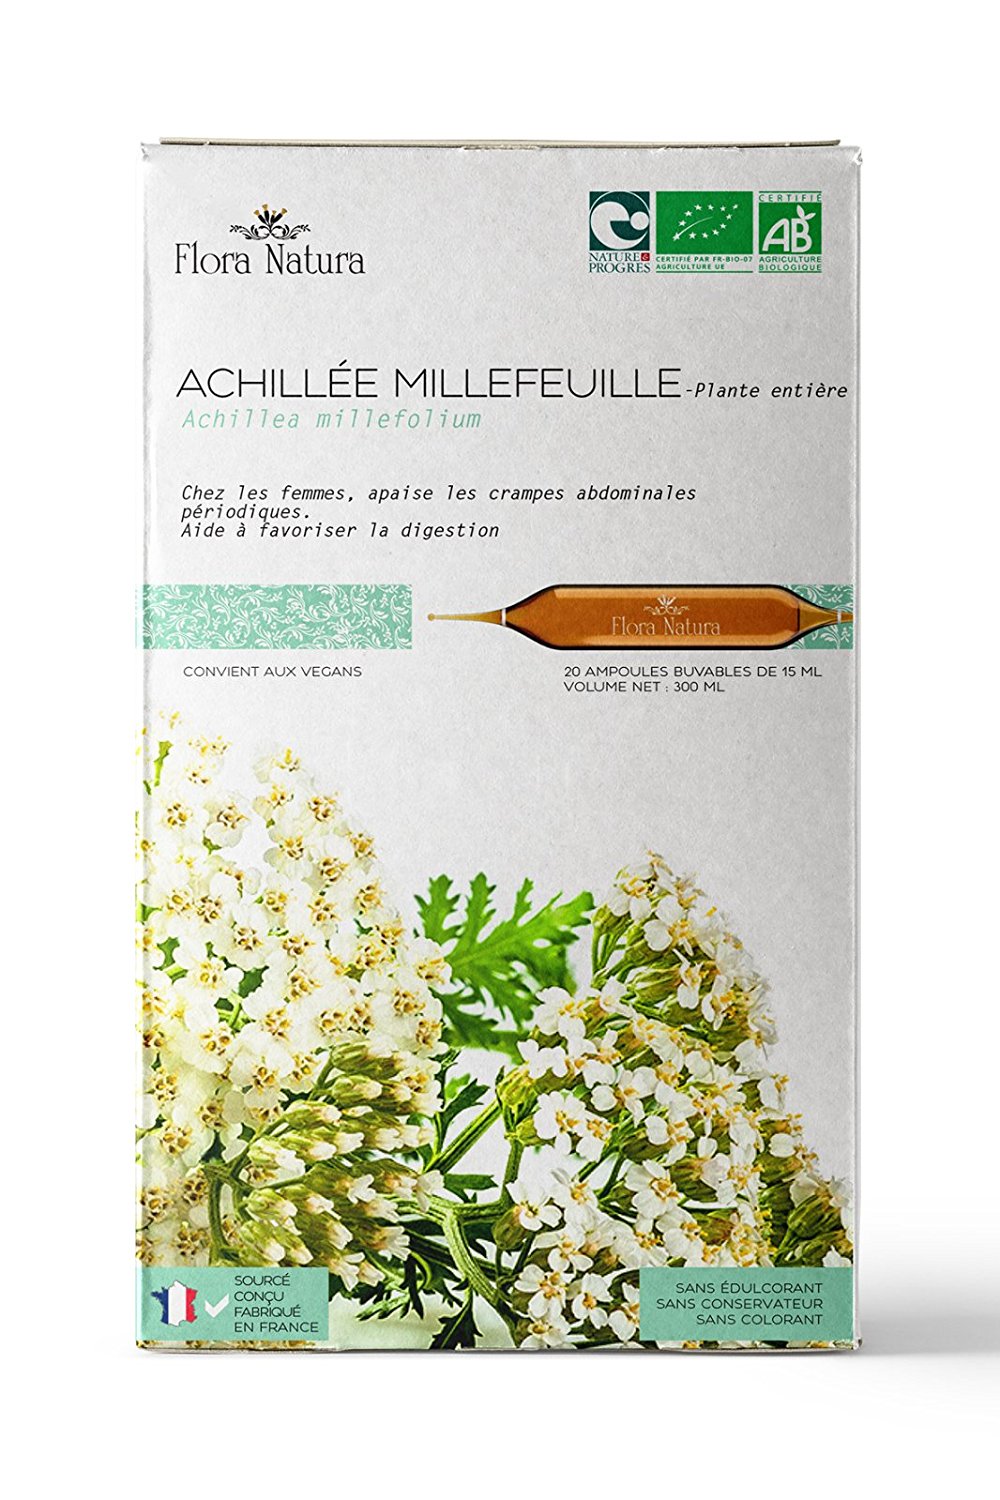 Flora Natura
NATURE & PROGRES
CERTIFIÉ PAR FR-BIO-07
AGRICULTURE UE
CERTIFIÉ
AB
AGRICULTURE
BIOLOGIQUE
ACHILLÉE MILLEFEUILLE-Plante entière
Achillea millefolium
Chez les femmes, apaise les crampes abdominales
périodiques.
Aide à favoriser la digestion
Flora Natura
CONVIENT AUX VEGANS
20 AMPOULES BUVABLES DE 15 ML
VOLUME NET : 300 ML
SOURCÉ
CONÇU
FABRIQUÉ
EN FRANCE
SANS ÉDULCORANT
SANS CONSERVATEUR
SANS COLORANT